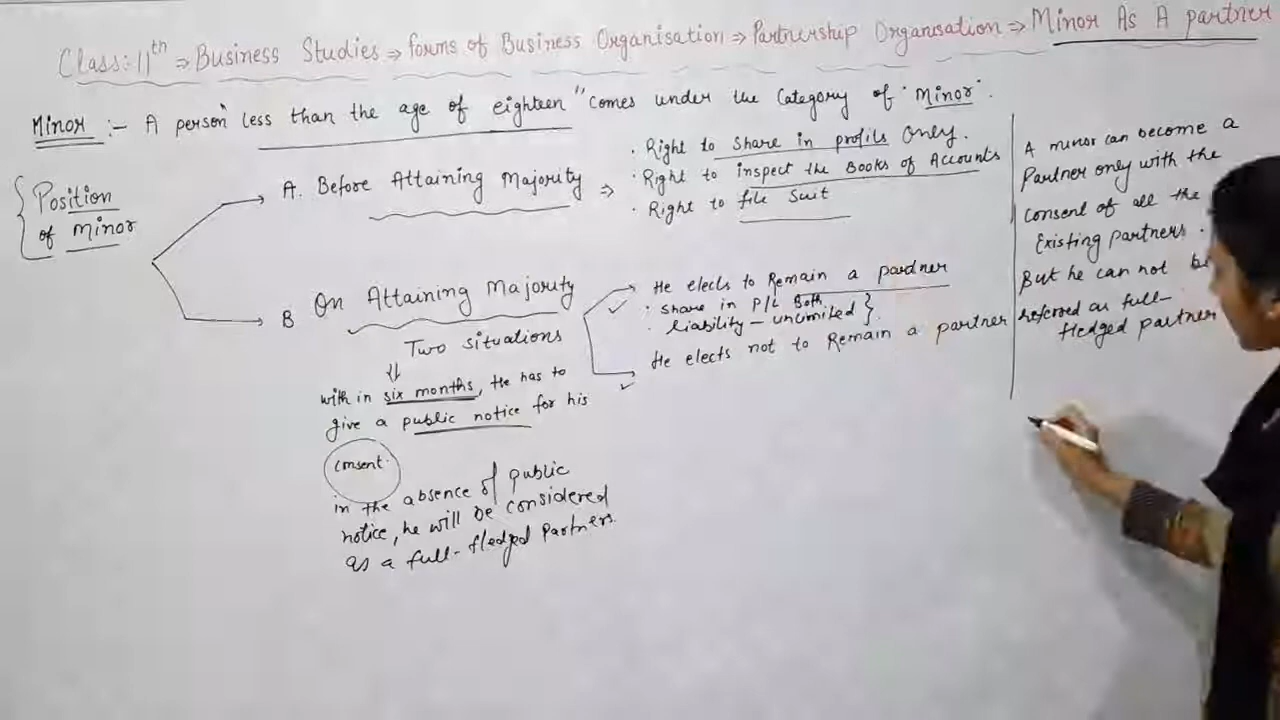 Class: 11th ⇒ Business Studies ⇒ forms of Business Organisation ⇒ Partnership Organisation ⇒ Minor As A partner
Minor :- A person "less than the age of eighteen" comes under the Category of 'Minor'.
Position
of Minor
A. Before Attaining Majority ⇒
· Right to Share in profits Only.
· Right to inspect the Books of Accounts
· Right to file Suit
B On Attaining Majority
Two situations
with in six months, He has to
give a public notice for his
Consent.
in the absence of public
notice, he will be considered
as a full-fledged Partners.
He elects to Remain a partner
· Share in P/L Both
· liability - unlimited
He elects not to Remain a partner
A minor can become a
Partner only with the
Consent of all the
Existing partners.
But he can not be
referred as full-
fledged partner